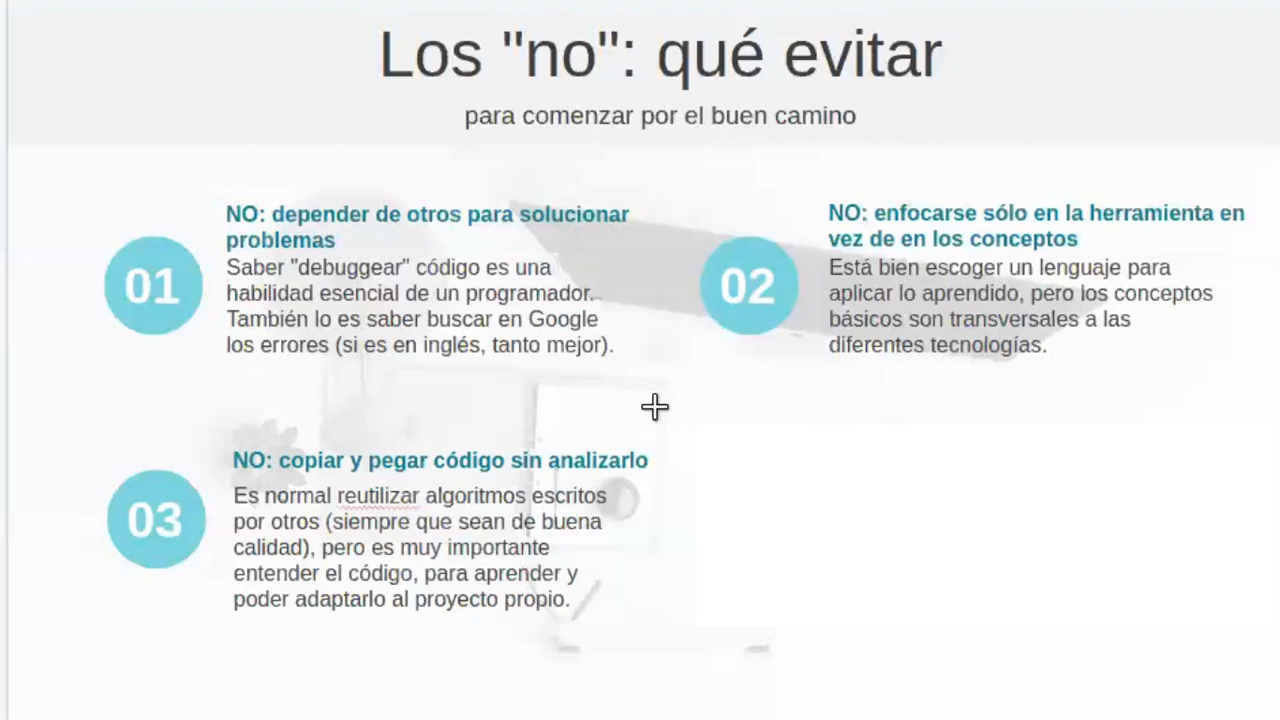 Los "no": qué evitar
para comenzar por el buen camino
01
NO: depender de otros para solucionar
problemas
Saber "debuggear" código es una
habilidad esencial de un programador.
También lo es saber buscar en Google
los errores (si es en inglés, tanto mejor).
02
NO: enfocarse sólo en la herramienta en
vez de en los conceptos
Está bien escoger un lenguaje para
aplicar lo aprendido, pero los conceptos
básicos son transversales a las
diferentes tecnologías.
03
NO: copiar y pegar código sin analizarlo
Es normal reutilizar algoritmos escritos
por otros (siempre que sean de buena
calidad), pero es muy importante
entender el código, para aprender y
poder adaptarlo al proyecto propio.